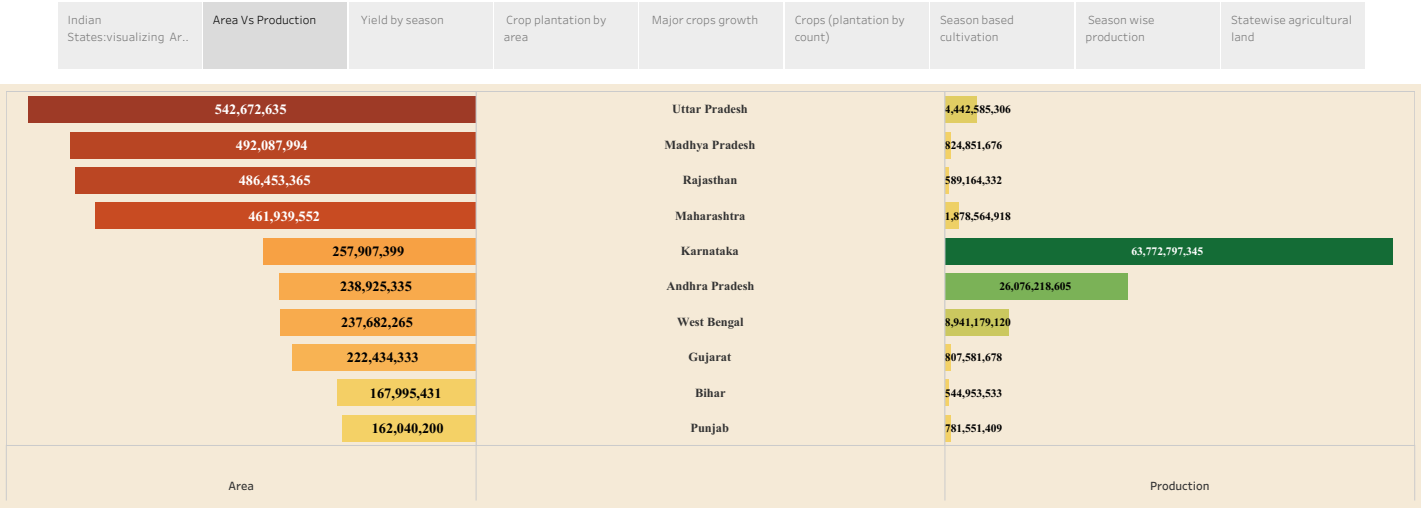 Indian
States:visualizing Ar..
Area Vs Production
Yield by season
Crop plantation by
area
Major crops growth
Crops (plantation by
count)
Season based
cultivation
Season wise
production
Statewise agricultural
land
542,672,635 Uttar Pradesh 4,442,585,306
492,087,994 Madhya Pradesh 824,851,676
486,453,365 Rajasthan 589,164,332
461,939,552 Maharashtra 1,878,564,918
257,907,399 Karnataka 63,772,797,345
238,925,335 Andhra Pradesh 26,076,218,605
237,682,265 West Bengal 8,941,179,120
222,434,333 Gujarat 807,581,678
167,995,431 Bihar 544,953,533
162,040,200 Punjab 781,551,409
Area Production